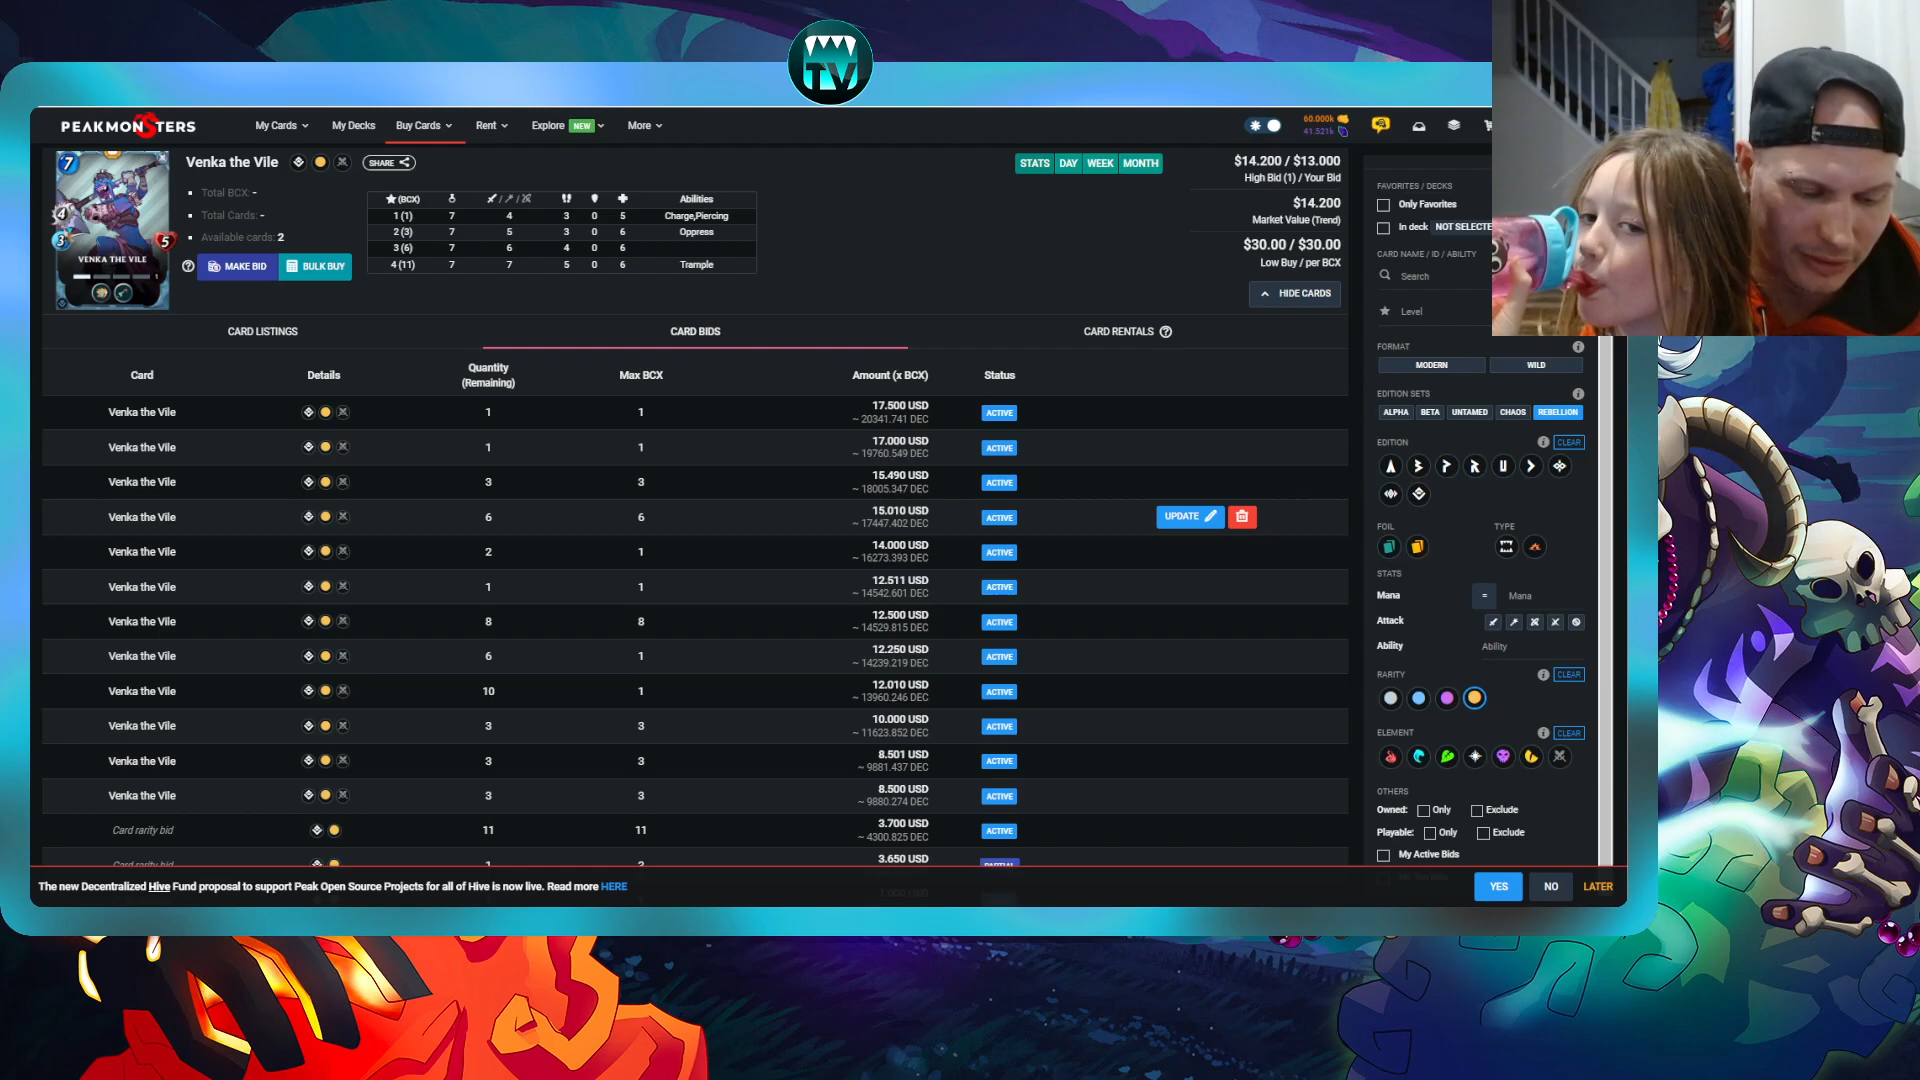 TV
PEAKMONSTERS
My Cards
My Decks
Buy Cards
Rent
Explore NEW
More
60.000k
41.521k
7
4
3
5
VENKA THE VILE
1
Venka the Vile
SHARE
Total BCX: -
Total Cards: -
Available cards: 2
MAKE BID
BULK BUY
(BCX) / / Abilities
1 (1) 7 4 3 0 5 Charge,Piercing
2 (3) 7 5 3 0 6 Oppress
3 (6) 7 6 4 0 6
4 (11) 7 7 5 0 6 Trample
STATS DAY WEEK MONTH
$14.200 / $13.000
High Bid (1) / Your Bid
$14.200
Market Value (Trend)
$30.00 / $30.00
Low Buy / per BCX
HIDE CARDS
CARD LISTINGS
CARD BIDS
CARD RENTALS
Card Details Quantity (Remaining) Max BCX Amount (x BCX) Status
Venka the Vile 1 1 17.500 USD ACTIVE
~ 20341.741 DEC
Venka the Vile 1 1 17.000 USD ACTIVE
~ 19760.549 DEC
Venka the Vile 3 3 15.490 USD ACTIVE
~ 18005.347 DEC
Venka the Vile 6 6 15.010 USD ACTIVE UPDATE
~ 17447.402 DEC
Venka the Vile 2 1 14.000 USD ACTIVE
~ 16273.393 DEC
Venka the Vile 1 1 12.511 USD ACTIVE
~ 14542.601 DEC
Venka the Vile 8 8 12.500 USD ACTIVE
~ 14529.815 DEC
Venka the Vile 6 1 12.250 USD ACTIVE
~ 14239.219 DEC
Venka the Vile 10 1 12.010 USD ACTIVE
~ 13960.246 DEC
Venka the Vile 3 3 10.000 USD ACTIVE
~ 11623.852 DEC
Venka the Vile 3 3 8.501 USD ACTIVE
~ 9881.437 DEC
Venka the Vile 3 3 8.500 USD ACTIVE
~ 9880.274 DEC
Card rarity bid 11 11 3.700 USD ACTIVE
~ 4300.825 DEC
Card rarity bid 1 3.650 USD PARTIAL
FAVORITES / DECKS
Only Favorites
In deck NOT SELECTE
CARD NAME / ID / ABILITY
Search
Level
FORMAT
MODERN WILD
EDITION SETS
ALPHA BETA UNTAMED CHAOS REBELLION
EDITION CLEAR
FOIL TYPE
STATS
Mana = Mana
Attack
Ability Ability
RARITY CLEAR
ELEMENT CLEAR
OTHERS
Owned: Only Exclude
Playable: Only Exclude
My Active Bids
The new Decentralized Hive Fund proposal to support Peak Open Source Projects for all of Hive is now live. Read more HERE
YES NO LATER